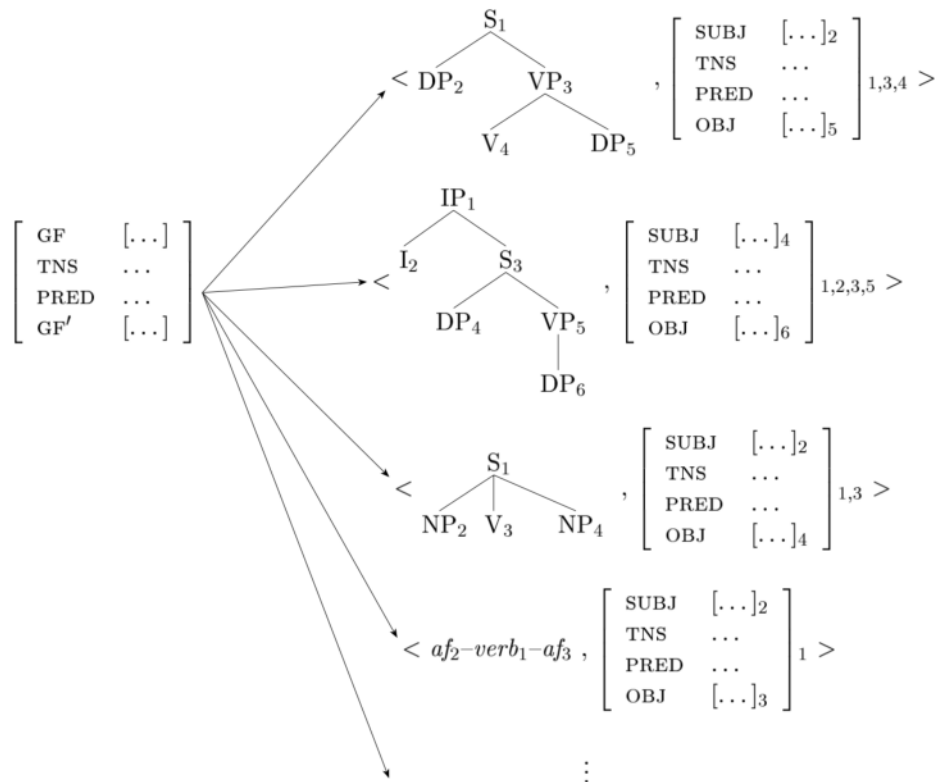 S₁
< DP₂ VP₃ , [ SUBJ [...]₂ ] ₁,₃,₄ >
TNS ...
PRED ...
OBJ [...]₅
V₄ DP₅
GF [...]
TNS ...
PRED ...
GF′ [...]
IP₁
I₂ S₃
< , [ SUBJ [...]₄ ] ₁,₂,₃,₅ >
TNS ...
PRED ...
OBJ [...]₆
DP₄ VP₅
DP₆
S₁
< , [ SUBJ [...]₂ ] ₁,₃ >
TNS ...
PRED ...
OBJ [...]₄
NP₂ V₃ NP₄
< af₂–verb₁–af₃ , [ SUBJ [...]₂ ] ₁ >
TNS ...
PRED ...
OBJ [...]₃
⋮